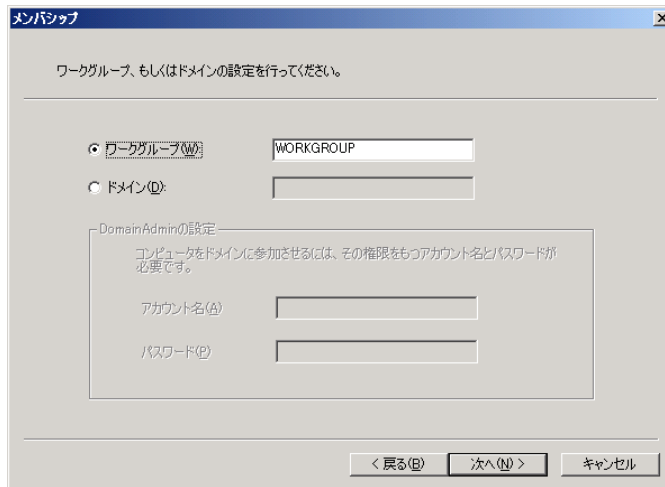 メンバシップ
ワークグループ、もしくはドメインの設定を行ってください。
ワークグループ(W): WORKGROUP
ドメイン(D):
DomainAdminの設定
コンピュータをドメインに参加させるには、その権限をもつアカウント名とパスワードが
必要です。
アカウント名(A)
パスワード(P)
< 戻る(B) 次へ(N) > キャンセル